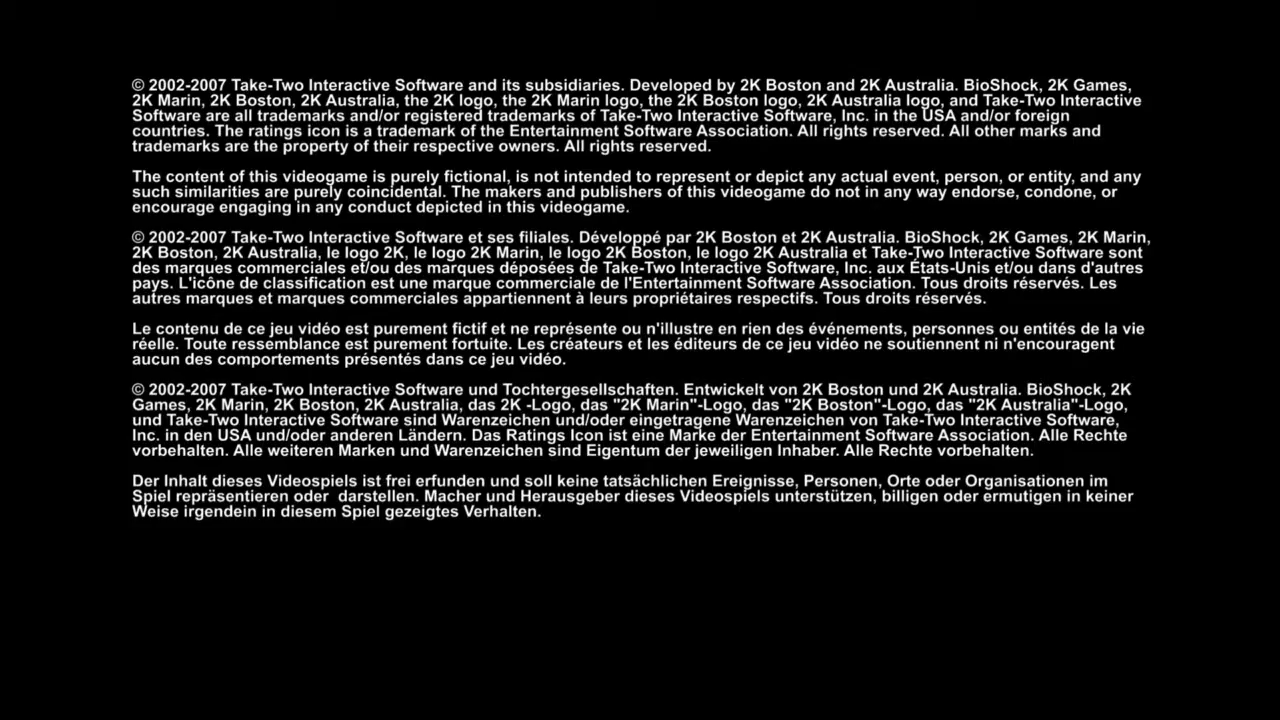 © 2002-2007 Take-Two Interactive Software and its subsidiaries. Developed by 2K Boston and 2K Australia. BioShock, 2K Games,
2K Marin, 2K Boston, 2K Australia, the 2K logo, the 2K Marin logo, the 2K Boston logo, 2K Australia logo, and Take-Two Interactive
Software are all trademarks and/or registered trademarks of Take-Two Interactive Software, Inc. in the USA and/or foreign
countries. The ratings icon is a trademark of the Entertainment Software Association. All rights reserved. All other marks and
trademarks are the property of their respective owners. All rights reserved.
The content of this videogame is purely fictional, is not intended to represent or depict any actual event, person, or entity, and any
such similarities are purely coincidental. The makers and publishers of this videogame do not in any way endorse, condone, or
encourage engaging in any conduct depicted in this videogame.
© 2002-2007 Take-Two Interactive Software et ses filiales. Développé par 2K Boston et 2K Australia. BioShock, 2K Games, 2K Marin,
2K Boston, 2K Australia, le logo 2K, le logo 2K Marin, le logo 2K Boston, le logo 2K Australia et Take-Two Interactive Software sont
des marques commerciales et/ou des marques déposées de Take-Two Interactive Software, Inc. aux États-Unis et/ou dans d'autres
pays. L'icône de classification est une marque commerciale de l'Entertainment Software Association. Tous droits réservés. Les
autres marques et marques commerciales appartiennent à leurs propriétaires respectifs. Tous droits réservés.
Le contenu de ce jeu vidéo est purement fictif et ne représente ou n'illustre en rien des événements, personnes ou entités de la vie
réelle. Toute ressemblance est purement fortuite. Les créateurs et les éditeurs de ce jeu vidéo ne soutiennent ni n'encouragent
aucun des comportements présentés dans ce jeu vidéo.
© 2002-2007 Take-Two Interactive Software und Tochtergesellschaften. Entwickelt von 2K Boston und 2K Australia. BioShock, 2K
Games, 2K Marin, 2K Boston, 2K Australia, das 2K -Logo, das "2K Marin"-Logo, das "2K Boston"-Logo, das "2K Australia"-Logo,
und Take-Two Interactive Software sind Warenzeichen und/oder eingetragene Warenzeichen von Take-Two Interactive Software,
Inc. in den USA und/oder anderen Ländern. Das Ratings Icon ist eine Marke der Entertainment Software Association. Alle Rechte
vorbehalten. Alle weiteren Marken und Warenzeichen sind Eigentum der jeweiligen Inhaber. Alle Rechte vorbehalten.
Der Inhalt dieses Videospiels ist frei erfunden und soll keine tatsächlichen Ereignisse, Personen, Orte oder Organisationen im
Spiel repräsentieren oder  darstellen. Macher und Herausgeber dieses Videospiels unterstützen, billigen oder ermutigen in keiner
Weise irgendein in diesem Spiel gezeigtes Verhalten.